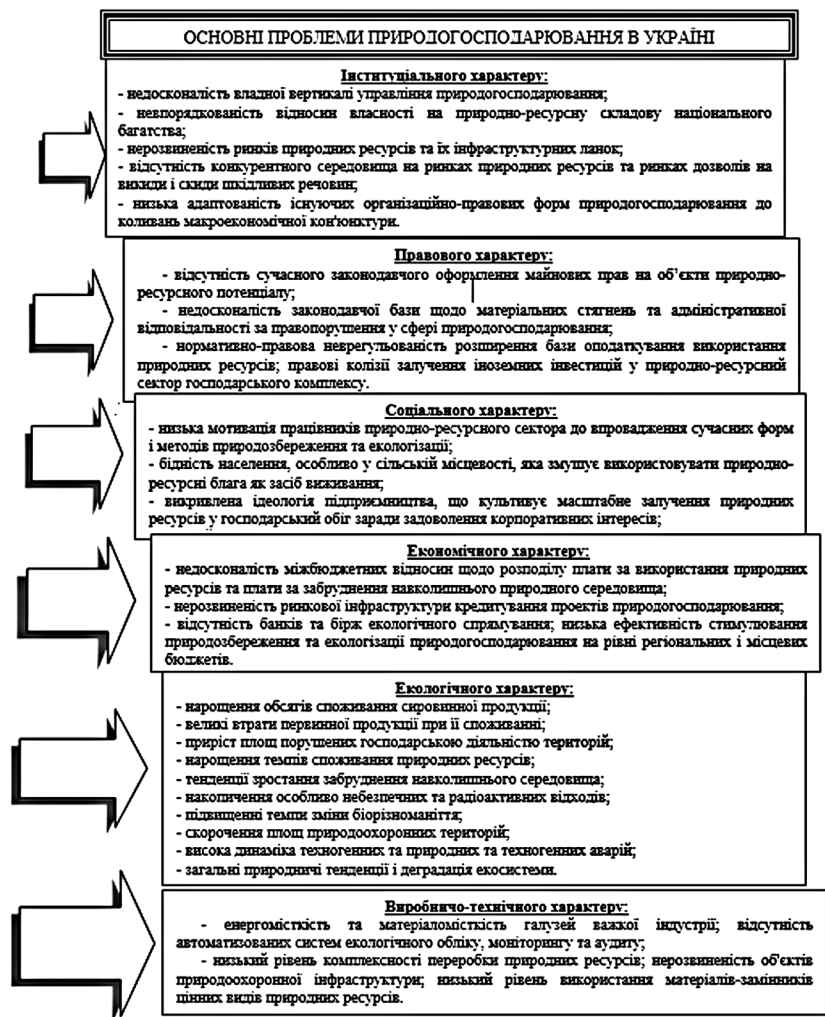 ОСНОВНІ ПРОБЛЕМИ ПРИРОДОГОСПОДАРЮВАННЯ В УКРАЇНІ
Інституціального характеру:
- недосконалість владної вертикалі управління природогосподарювання;
- невпорядкованість відносин власності на природно-ресурсну складову національного
багатства;
- нерозвиненість ринків природних ресурсів та їх інфраструктурних ланок;
- відсутність конкурентного середовища на ринках природних ресурсів та ринках дозволів на
викиди і скиди шкідливих речовин;
- низька адаптованість існуючих організаційно-правових форм природогосподарювання до
коливань макроекономічної кон'юнктури.
Правового характеру:
- відсутність сучасного законодавчого оформлення майнових прав на об’єкти природно-
ресурсного потенціалу;
- недосконалість законодавчої бази щодо матеріальних стягнень та адміністративної
відповідальності за правопорушення у сфері природогосподарювання;
- нормативно-правова неврегульованість розширення бази оподаткування використання
природних ресурсів; правові колізії залучення іноземних інвестицій у природно-ресурсний
сектор господарського комплексу.
Соціального характеру:
- низька мотивація працівників природно-ресурсного сектора до впровадження сучасних форм
і методів природозбереження та екологізації;
- бідність населення, особливо у сільській місцевості, яка змушує використовувати природно-
ресурсні блага як засіб виживання;
- викривлена ідеологія підприємництва, що культивує масштабне залучення природних
ресурсів у господарський обіг заради задоволення корпоративних інтересів;
Економічного характеру:
- недосконалість міжбюджетних відносин щодо розподілу плати за використання природних
ресурсів та плати за забруднення навколишнього природного середовища;
- нерозвиненість ринкової інфраструктури кредитування проектів природогосподарювання;
- відсутність банків та бірж екологічного спрямування; низька ефективність стимулювання
природозбереження та екологізації природогосподарювання на рівні регіональних і місцевих
бюджетів.
Екологічного характеру:
- нарощення обсягів споживання сировинної продукції;
- великі втрати первинної продукції при її споживанні;
- приріст площ порушених господарською діяльністю територій;
- нарощення темпів споживання природних ресурсів;
- тенденції зростання забруднення навколишнього середовища;
- накопичення особливо небезпечних та радіоактивних відходів;
- підвищенні темпи зміни біорізноманіття;
- скорочення площ природоохоронних територій;
- висока динаміка техногенних та природних та техногенних аварій;
- загальні природничі тенденції і деградація екосистеми.
Виробничо-технічного характеру:
- енергомісткість та матеріаломісткість галузей важкої індустрії; відсутність
автоматизованих систем екологічного обліку, моніторингу та аудиту;
- низький рівень комплексності переробки природних ресурсів; нерозвиненість об'єктів
природоохоронної інфраструктури; низький рівень використання матеріалів-замінників
цінних видів природних ресурсів.